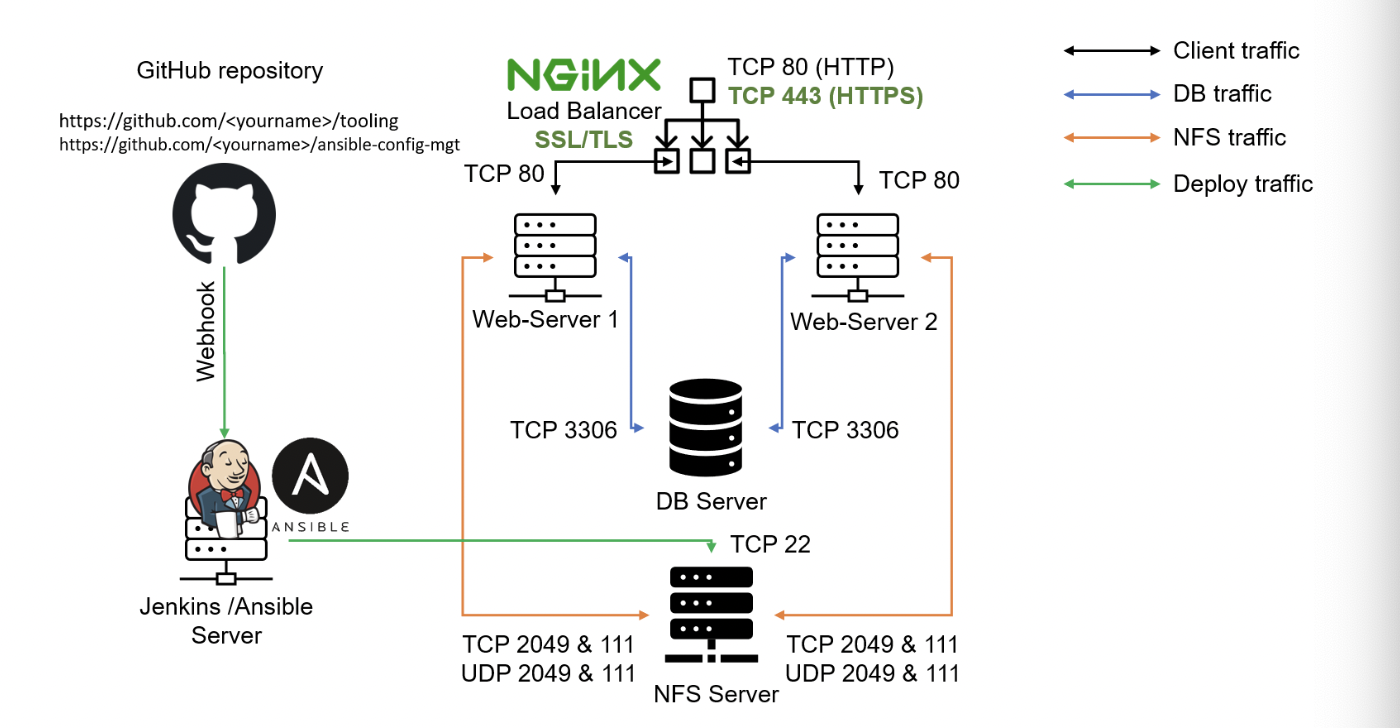 GitHub repository
https://github.com/<yourname>/tooling
https://github.com/<yourname>/ansible-config-mgt
Webhook
ANSIBLE
Jenkins /Ansible
Server
NGINX
Load Balancer
SSL/TLS
TCP 80 (HTTP)
TCP 443 (HTTPS)
TCP 80
TCP 80
Web-Server 1
Web-Server 2
TCP 3306
TCP 3306
DB Server
TCP 22
TCP 2049 & 111
UDP 2049 & 111
TCP 2049 & 111
UDP 2049 & 111
NFS Server
Client traffic
DB traffic
NFS traffic
Deploy traffic